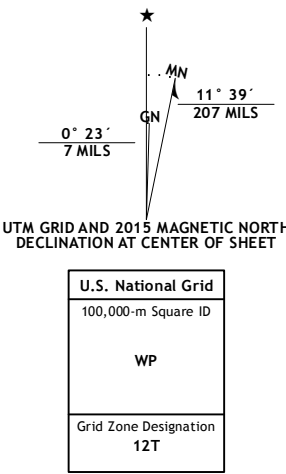 ★
MN
11° 39´
207 MILS
GN
0° 23´
7 MILS
UTM GRID AND 2015 MAGNETIC NORTH
DECLINATION AT CENTER OF SHEET
U.S. National Grid
100,000-m Square ID
WP
Grid Zone Designation
12T